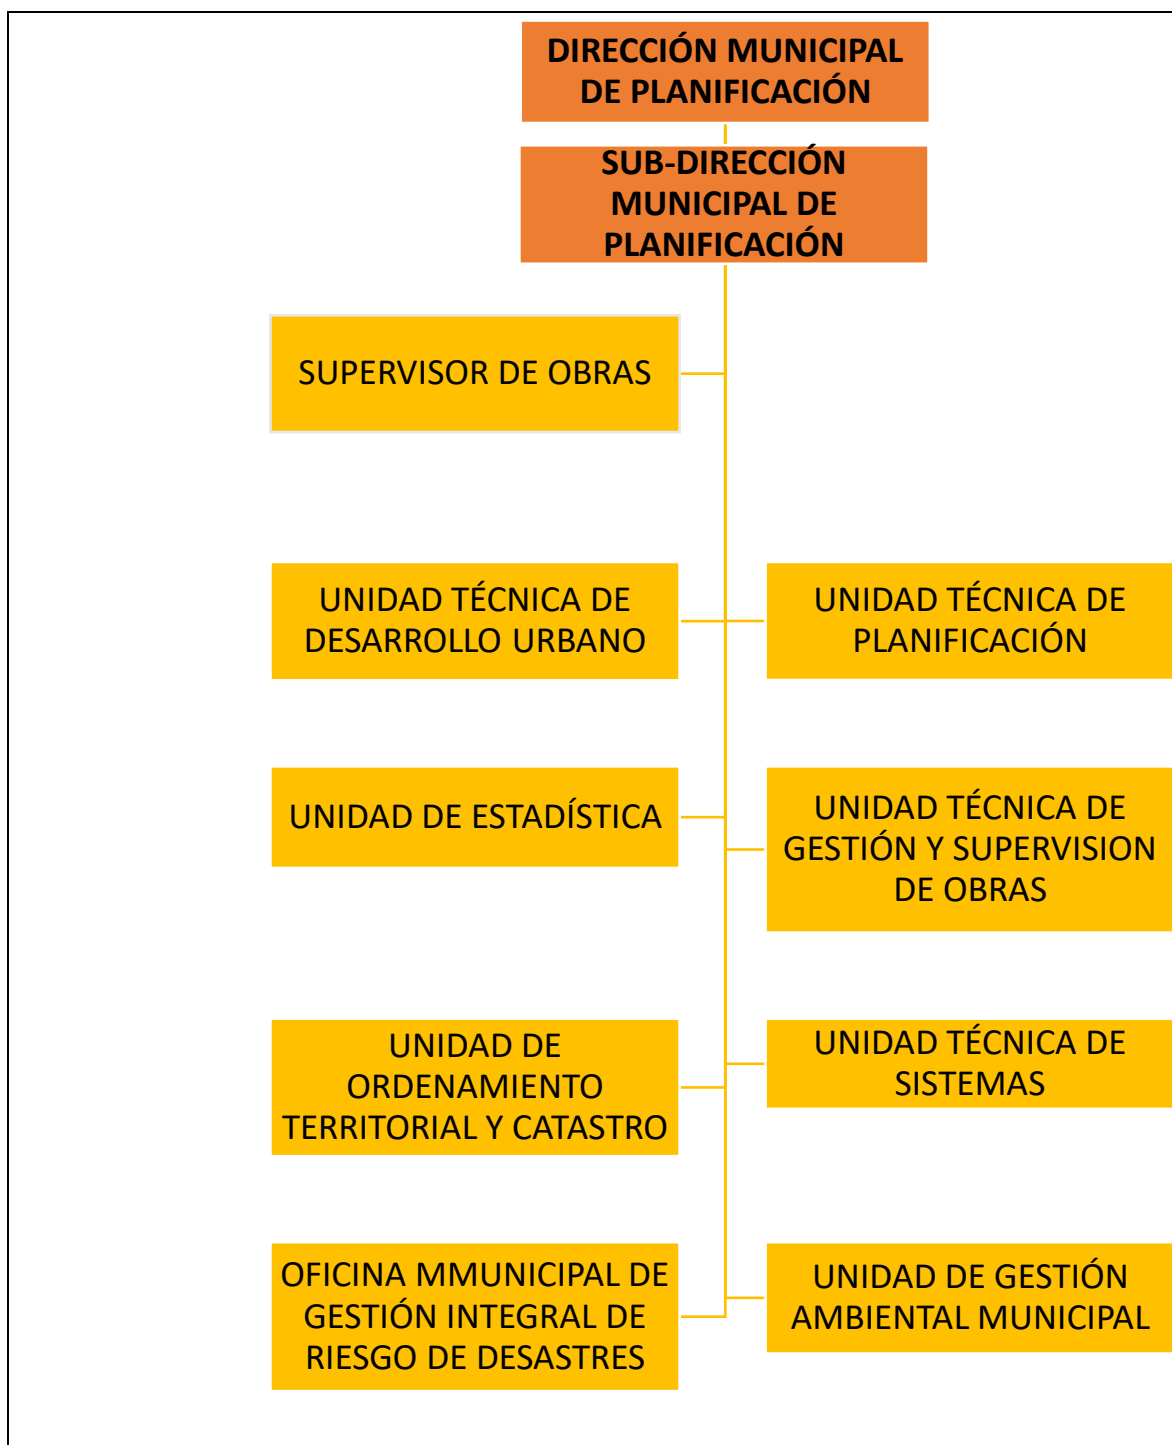 DIRECCIÓN MUNICIPAL
DE PLANIFICACIÓN
SUB-DIRECCIÓN
MUNICIPAL DE
PLANIFICACIÓN
SUPERVISOR DE OBRAS
UNIDAD TÉCNICA DE
DESARROLLO URBANO
UNIDAD TÉCNICA DE
PLANIFICACIÓN
UNIDAD DE ESTADÍSTICA
UNIDAD TÉCNICA DE
GESTIÓN Y SUPERVISION
DE OBRAS
UNIDAD DE
ORDENAMIENTO
TERRITORIAL Y CATASTRO
UNIDAD TÉCNICA DE
SISTEMAS
OFICINA MMUNICIPAL DE
GESTIÓN INTEGRAL DE
RIESGO DE DESASTRES
UNIDAD DE GESTIÓN
AMBIENTAL MUNICIPAL